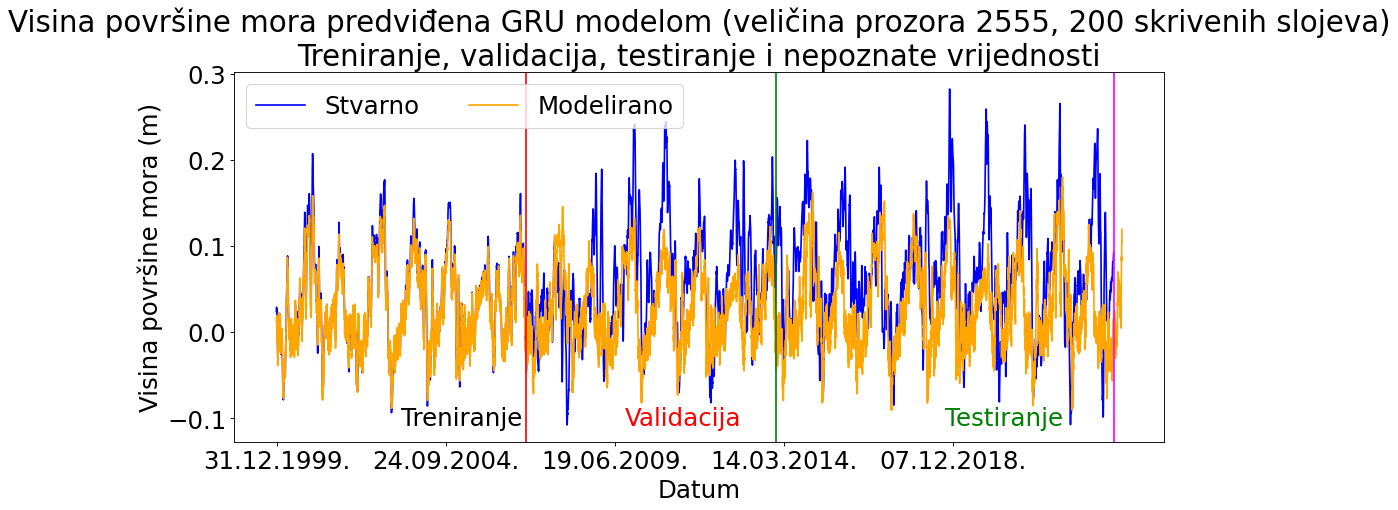 Visina površine mora predviđena GRU modelom (veličina prozora 2555, 200 skrivenih slojeva)
Treniranje, validacija, testiranje i nepoznate vrijednosti
Stvarno Modelirano
Visina površine mora (m)
0.3
0.2
0.1
0.0
−0.1
Treniranje Validacija Testiranje
31.12.1999. 24.09.2004. 19.06.2009. 14.03.2014. 07.12.2018.
Datum